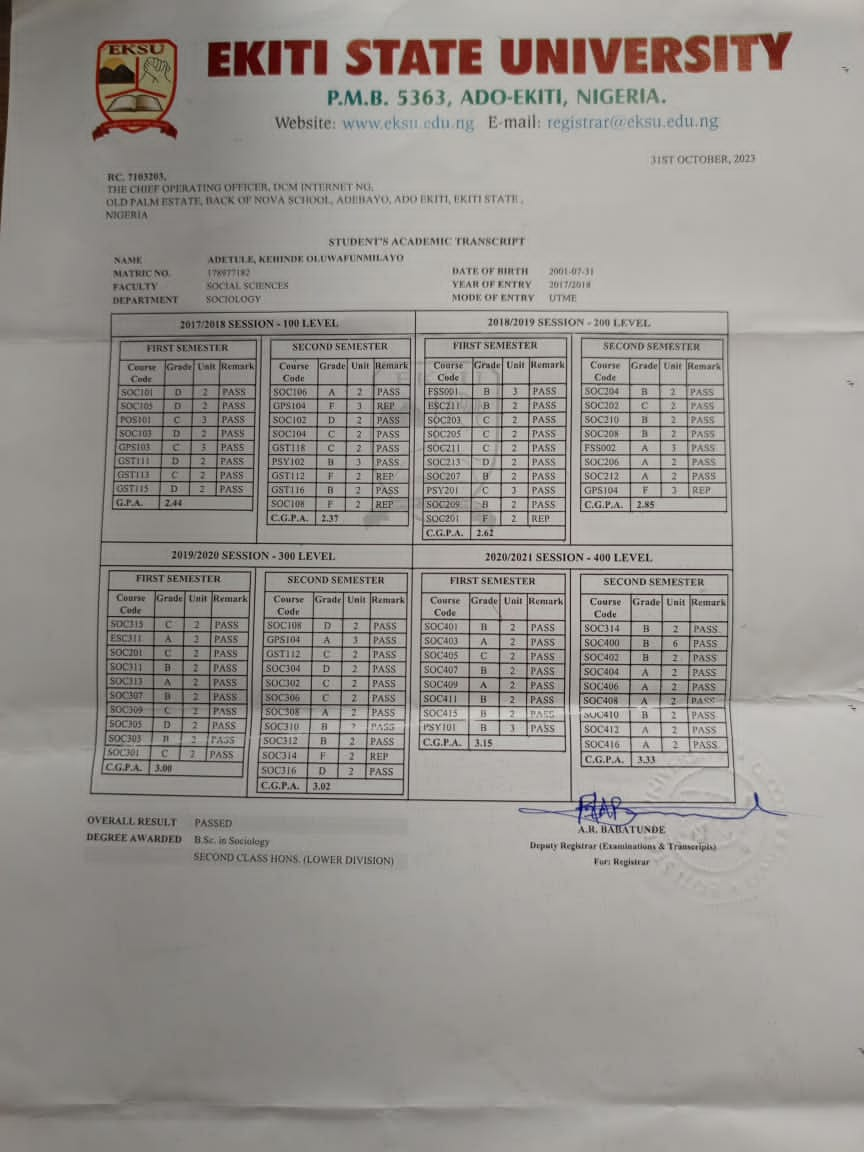 EKSU
EKITI STATE UNIVERSITY
P.M.B. 5363, ADO-EKITI, NIGERIA.
Website: www.eksu.edu.ng E-mail: registrar@eksu.edu.ng
31ST OCTOBER, 2023
RC. 7103203,
THE CHIEF OPERATING OFFICER, DCM INTERNET NG,
OLD PALM ESTATE, BACK OF NOVA SCHOOL, ADEBAYO, ADO EKITI, EKITI STATE,
NIGERIA
STUDENT'S ACADEMIC TRANSCRIPT
NAME ADETULE, KEHINDE OLUWAFUNMILAYO
MATRIC NO. 178977182 DATE OF BIRTH 2001-07-31
FACULTY SOCIAL SCIENCES YEAR OF ENTRY 2017/2018
DEPARTMENT SOCIOLOGY MODE OF ENTRY UTME
2017/2018 SESSION - 100 LEVEL
FIRST SEMESTER
Course Code Grade Unit Remark
SOC101 D 2 PASS
SOC105 D 2 PASS
POS101 C 3 PASS
SOC103 D 2 PASS
GPS103 C 3 PASS
GST111 D 2 PASS
GST113 C 2 PASS
GST115 D 2 PASS
G.P.A. 2.44
SECOND SEMESTER
Course Code Grade Unit Remark
SOC106 A 2 PASS
GPS104 F 3 REP
SOC102 D 2 PASS
SOC104 C 2 PASS
GST118 C 2 PASS
PSY102 B 3 PASS
GST112 F 2 REP
GST116 B 2 PASS
SOC108 F 2 REP
C.G.P.A. 2.37
2018/2019 SESSION - 200 LEVEL
FIRST SEMESTER
Course Code Grade Unit Remark
FSS001 B 3 PASS
ESC211 B 2 PASS
SOC203 C 2 PASS
SOC205 C 2 PASS
SOC211 C 2 PASS
SOC213 D 2 PASS
SOC207 B 2 PASS
PSY201 C 3 PASS
SOC209 B 2 PASS
SOC201 F 2 REP
C.G.P.A. 2.62
SECOND SEMESTER
Course Code Grade Unit Remark
SOC204 B 2 PASS
SOC202 C 2 PASS
SOC210 B 2 PASS
SOC208 B 2 PASS
FSS002 A 3 PASS
SOC206 A 2 PASS
SOC212 A 2 PASS
GPS104 F 3 REP
C.G.P.A. 2.85
2019/2020 SESSION - 300 LEVEL
FIRST SEMESTER
Course Code Grade Unit Remark
SOC315 C 2 PASS
ESC311 A 2 PASS
SOC201 C 2 PASS
SOC311 B 2 PASS
SOC313 A 2 PASS
SOC307 B 2 PASS
SOC309 C 2 PASS
SOC305 D 2 PASS
SOC303 B 2 PASS
SOC301 C 2 PASS
C.G.P.A. 3.00
SECOND SEMESTER
Course Code Grade Unit Remark
SOC108 D 2 PASS
GPS104 A 3 PASS
GST112 C 2 PASS
SOC304 D 2 PASS
SOC302 C 2 PASS
SOC306 C 2 PASS
SOC308 A 2 PASS
SOC310 B 2 PASS
SOC312 B 2 PASS
SOC314 F 2 REP
SOC316 D 2 PASS
C.G.P.A. 3.02
2020/2021 SESSION - 400 LEVEL
FIRST SEMESTER
Course Code Grade Unit Remark
SOC401 B 2 PASS
SOC403 A 2 PASS
SOC405 C 2 PASS
SOC407 B 2 PASS
SOC409 A 2 PASS
SOC411 B 2 PASS
SOC415 B 2 PASS
PSY101 B 3 PASS
C.G.P.A. 3.15
SECOND SEMESTER
Course Code Grade Unit Remark
SOC314 B 2 PASS
SOC400 B 6 PASS
SOC402 B 2 PASS
SOC404 A 2 PASS
SOC406 A 2 PASS
SOC408 A 2 PASS
SOC410 B 2 PASS
SOC412 A 2 PASS
SOC416 A 2 PASS
C.G.P.A. 3.33
OVERALL RESULT PASSED
DEGREE AWARDED B.Sc. in Sociology
SECOND CLASS HONS. (LOWER DIVISION)
A.R. BABATUNDE
Deputy Registrar (Examinations & Transcripts)
For: Registrar